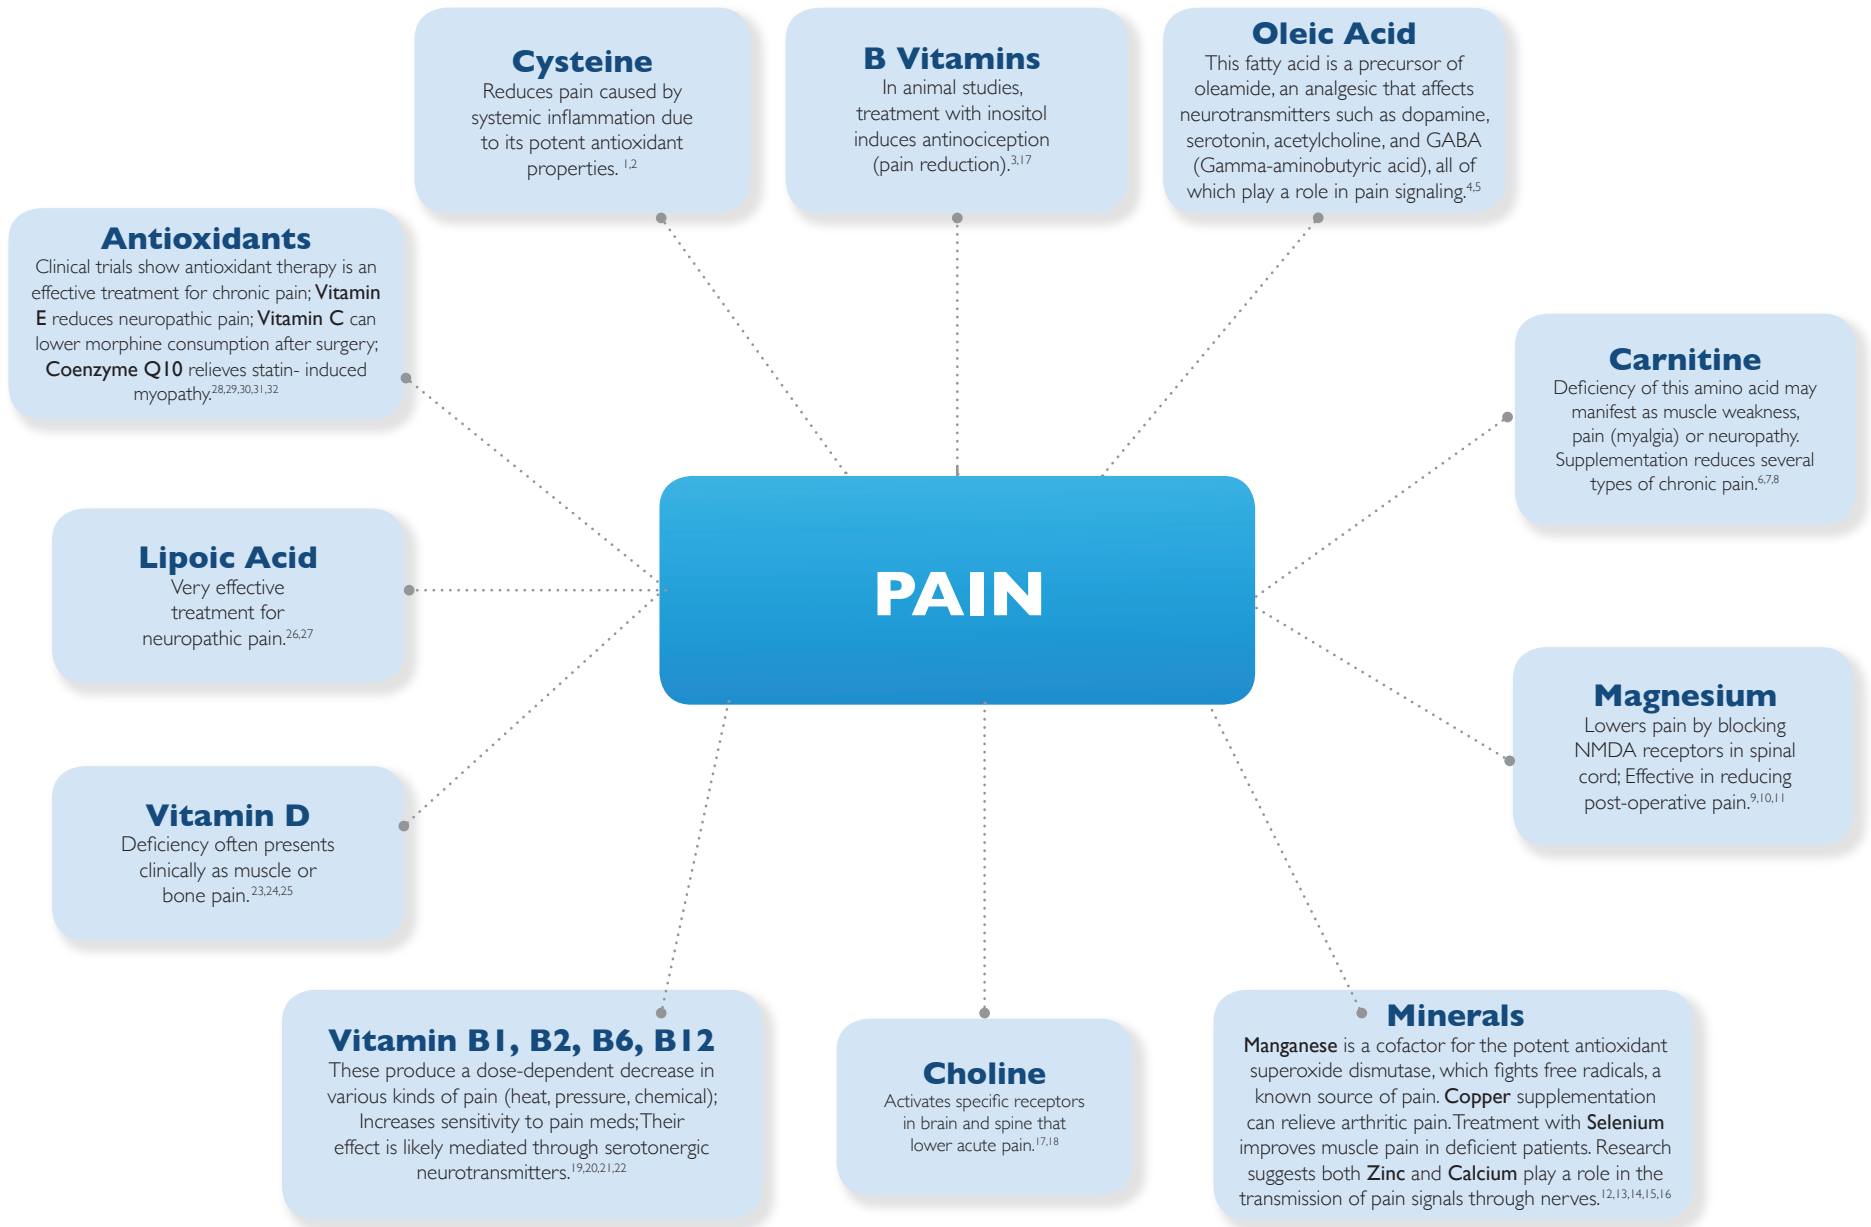 Cysteine
Reduces pain caused by
systemic inflammation due
to its potent antioxidant
properties. 1,2
B Vitamins
In animal studies,
treatment with inositol
induces antinociception
(pain reduction).3,17
Oleic Acid
This fatty acid is a precursor of
oleamide, an analgesic that affects
neurotransmitters such as dopamine,
serotonin, acetylcholine, and GABA
(Gamma-aminobutyric acid), all of
which play a role in pain signaling.4,5
Antioxidants
Clinical trials show antioxidant therapy is an
effective treatment for chronic pain; Vitamin
E reduces neuropathic pain; Vitamin C can
lower morphine consumption after surgery;
Coenzyme Q10 relieves statin- induced
myopathy.28,29,30,31,32
Carnitine
Deficiency of this amino acid may
manifest as muscle weakness,
pain (myalgia) or neuropathy.
Supplementation reduces several
types of chronic pain.6,7,8
Lipoic Acid
Very effective
treatment for
neuropathic pain.26,27
PAIN
Magnesium
Lowers pain by blocking
NMDA receptors in spinal
cord; Effective in reducing
post-operative pain.9,10,11
Vitamin D
Deficiency often presents
clinically as muscle or
bone pain.23,24,25
Vitamin B1, B2, B6, B12
These produce a dose-dependent decrease in
various kinds of pain (heat, pressure, chemical);
Increases sensitivity to pain meds; Their
effect is likely mediated through serotonergic
neurotransmitters.19,20,21,22
Choline
Activates specific receptors
in brain and spine that
lower acute pain.17,18
Minerals
Manganese is a cofactor for the potent antioxidant
superoxide dismutase, which fights free radicals, a
known source of pain. Copper supplementation
can relieve arthritic pain. Treatment with Selenium
improves muscle pain in deficient patients. Research
suggests both Zinc and Calcium play a role in the
transmission of pain signals through nerves.12,13,14,15,16